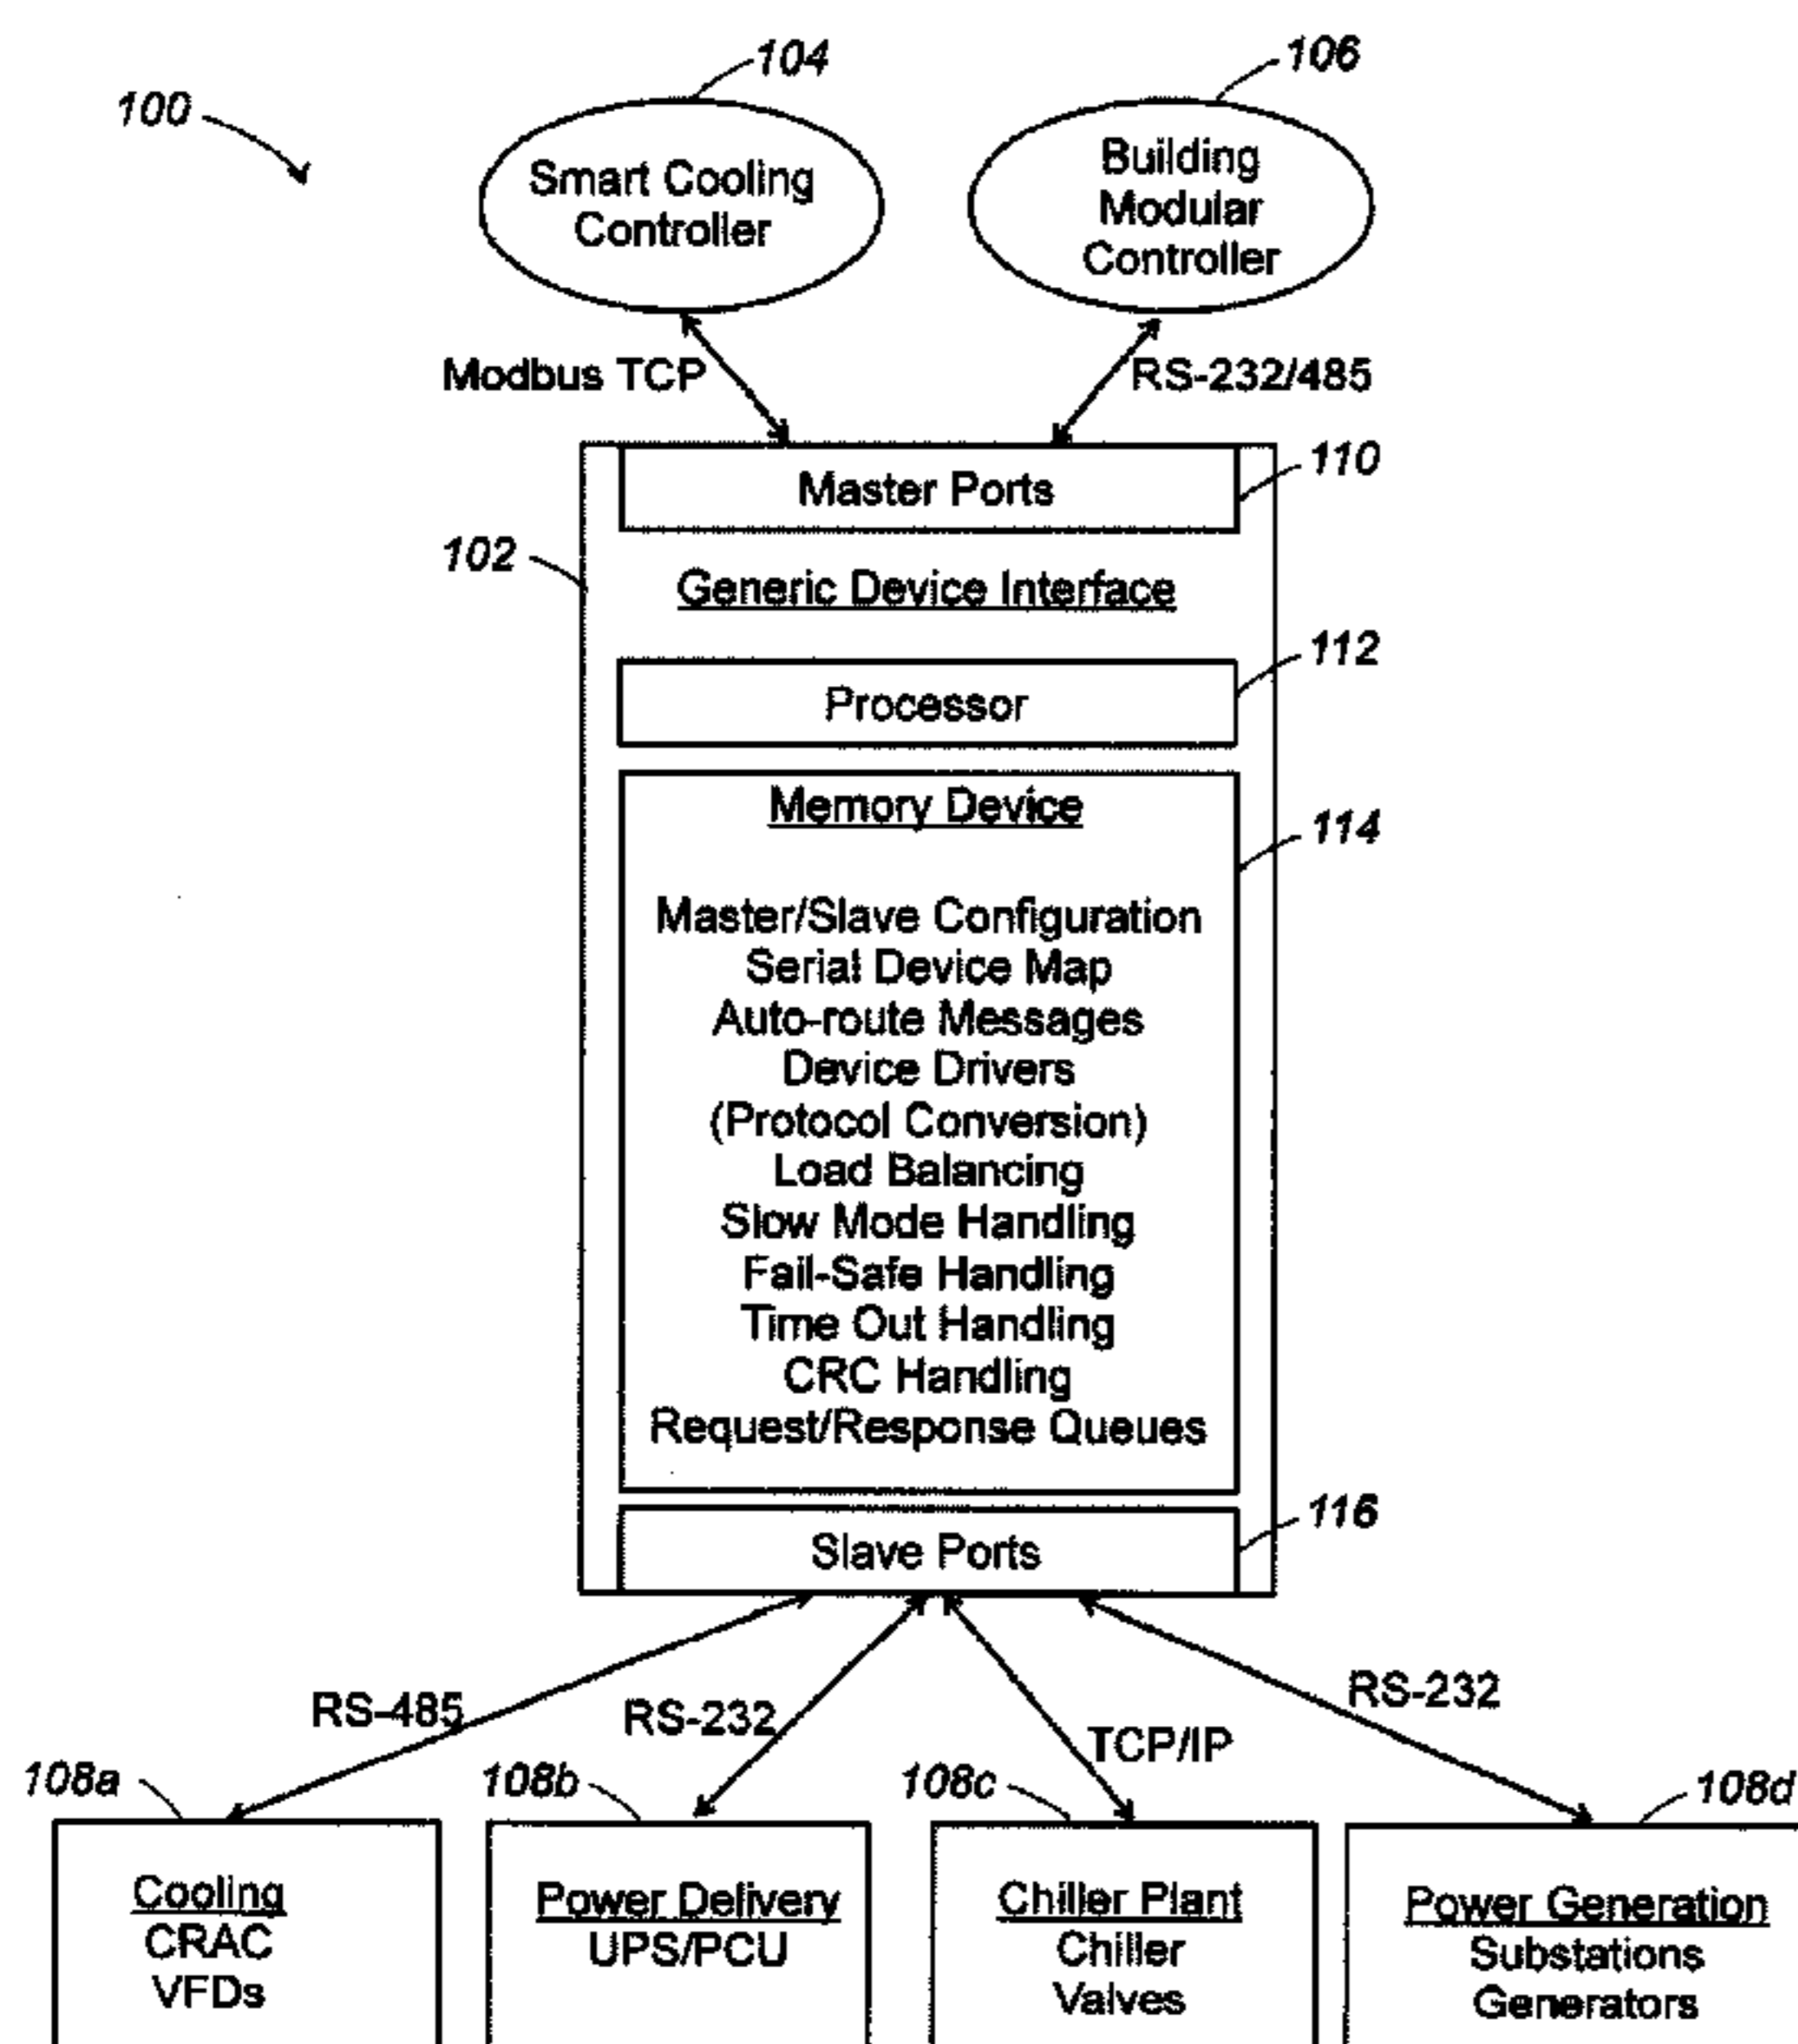 104
106
100
Smart Cooling
Controller
Building
Modular
Controller
Modbus TCP
RS-232/485
Master Ports
110
102
Generic Device Interface
112
Processor
Memory Device
114
Master/Slave Configuration
Serial Device Map
Auto-route Messages
Device Drivers
(Protocol Conversion)
Load Balancing
Slow Mode Handling
Fail-Safe Handling
Time Out Handling
CRC Handling
Request/Response Queues
116
Slave Ports
RS-485
RS-232
TCP/IP
RS-232
108a
108b
108c
108d
Cooling
CRAC
VFDs
Power Delivery
UPS/PCU
Chiller Plant
Chiller
Valves
Power Generation
Substations
Generators